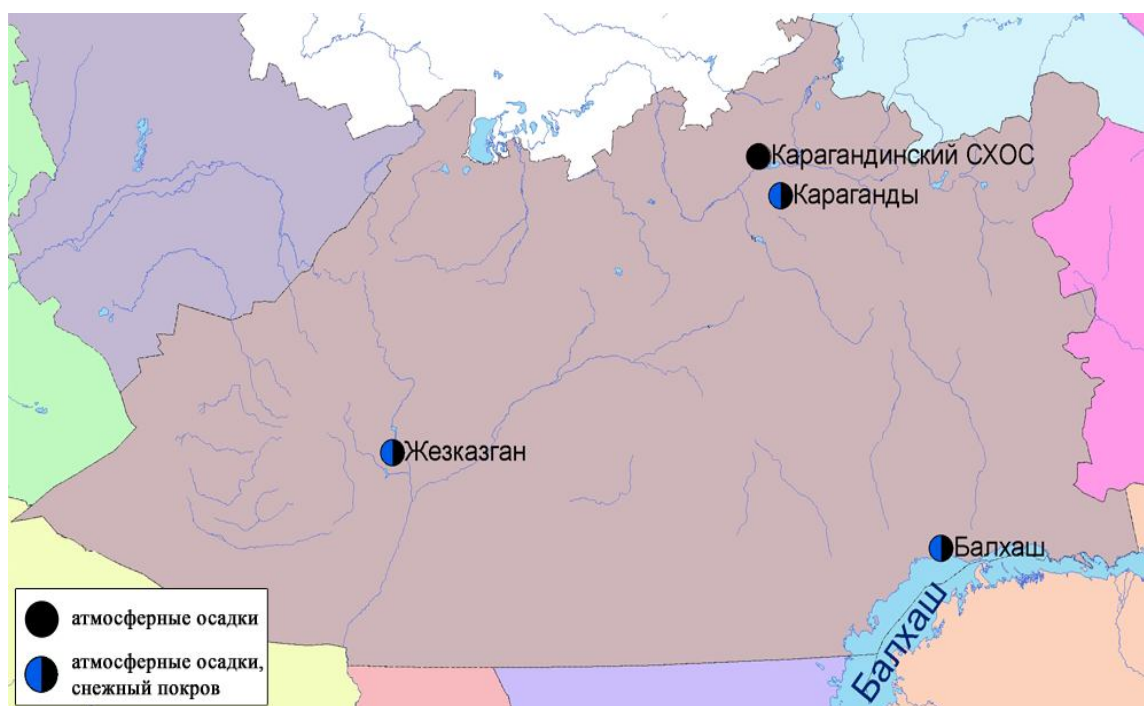 Карагандинский СХОС
Караганды
Жезказган
Балхаш
Балхаш
атмосферные осадки
атмосферные осадки,
снежный покров